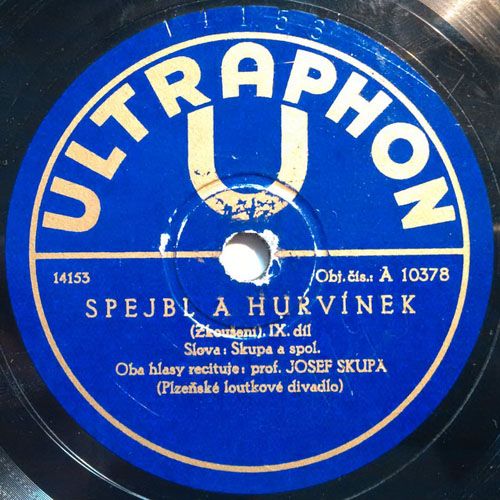 14153
ULTRAPHON
U
14153
Obj. čís.: A 10378
SPEJBL A HURVÍNEK
(Zkoušení). IX. díl
Slova: Skupa a spol.
Oba hlasy recituje: prof. JOSEF SKUPA
(Plzeňské loutkové divadlo)